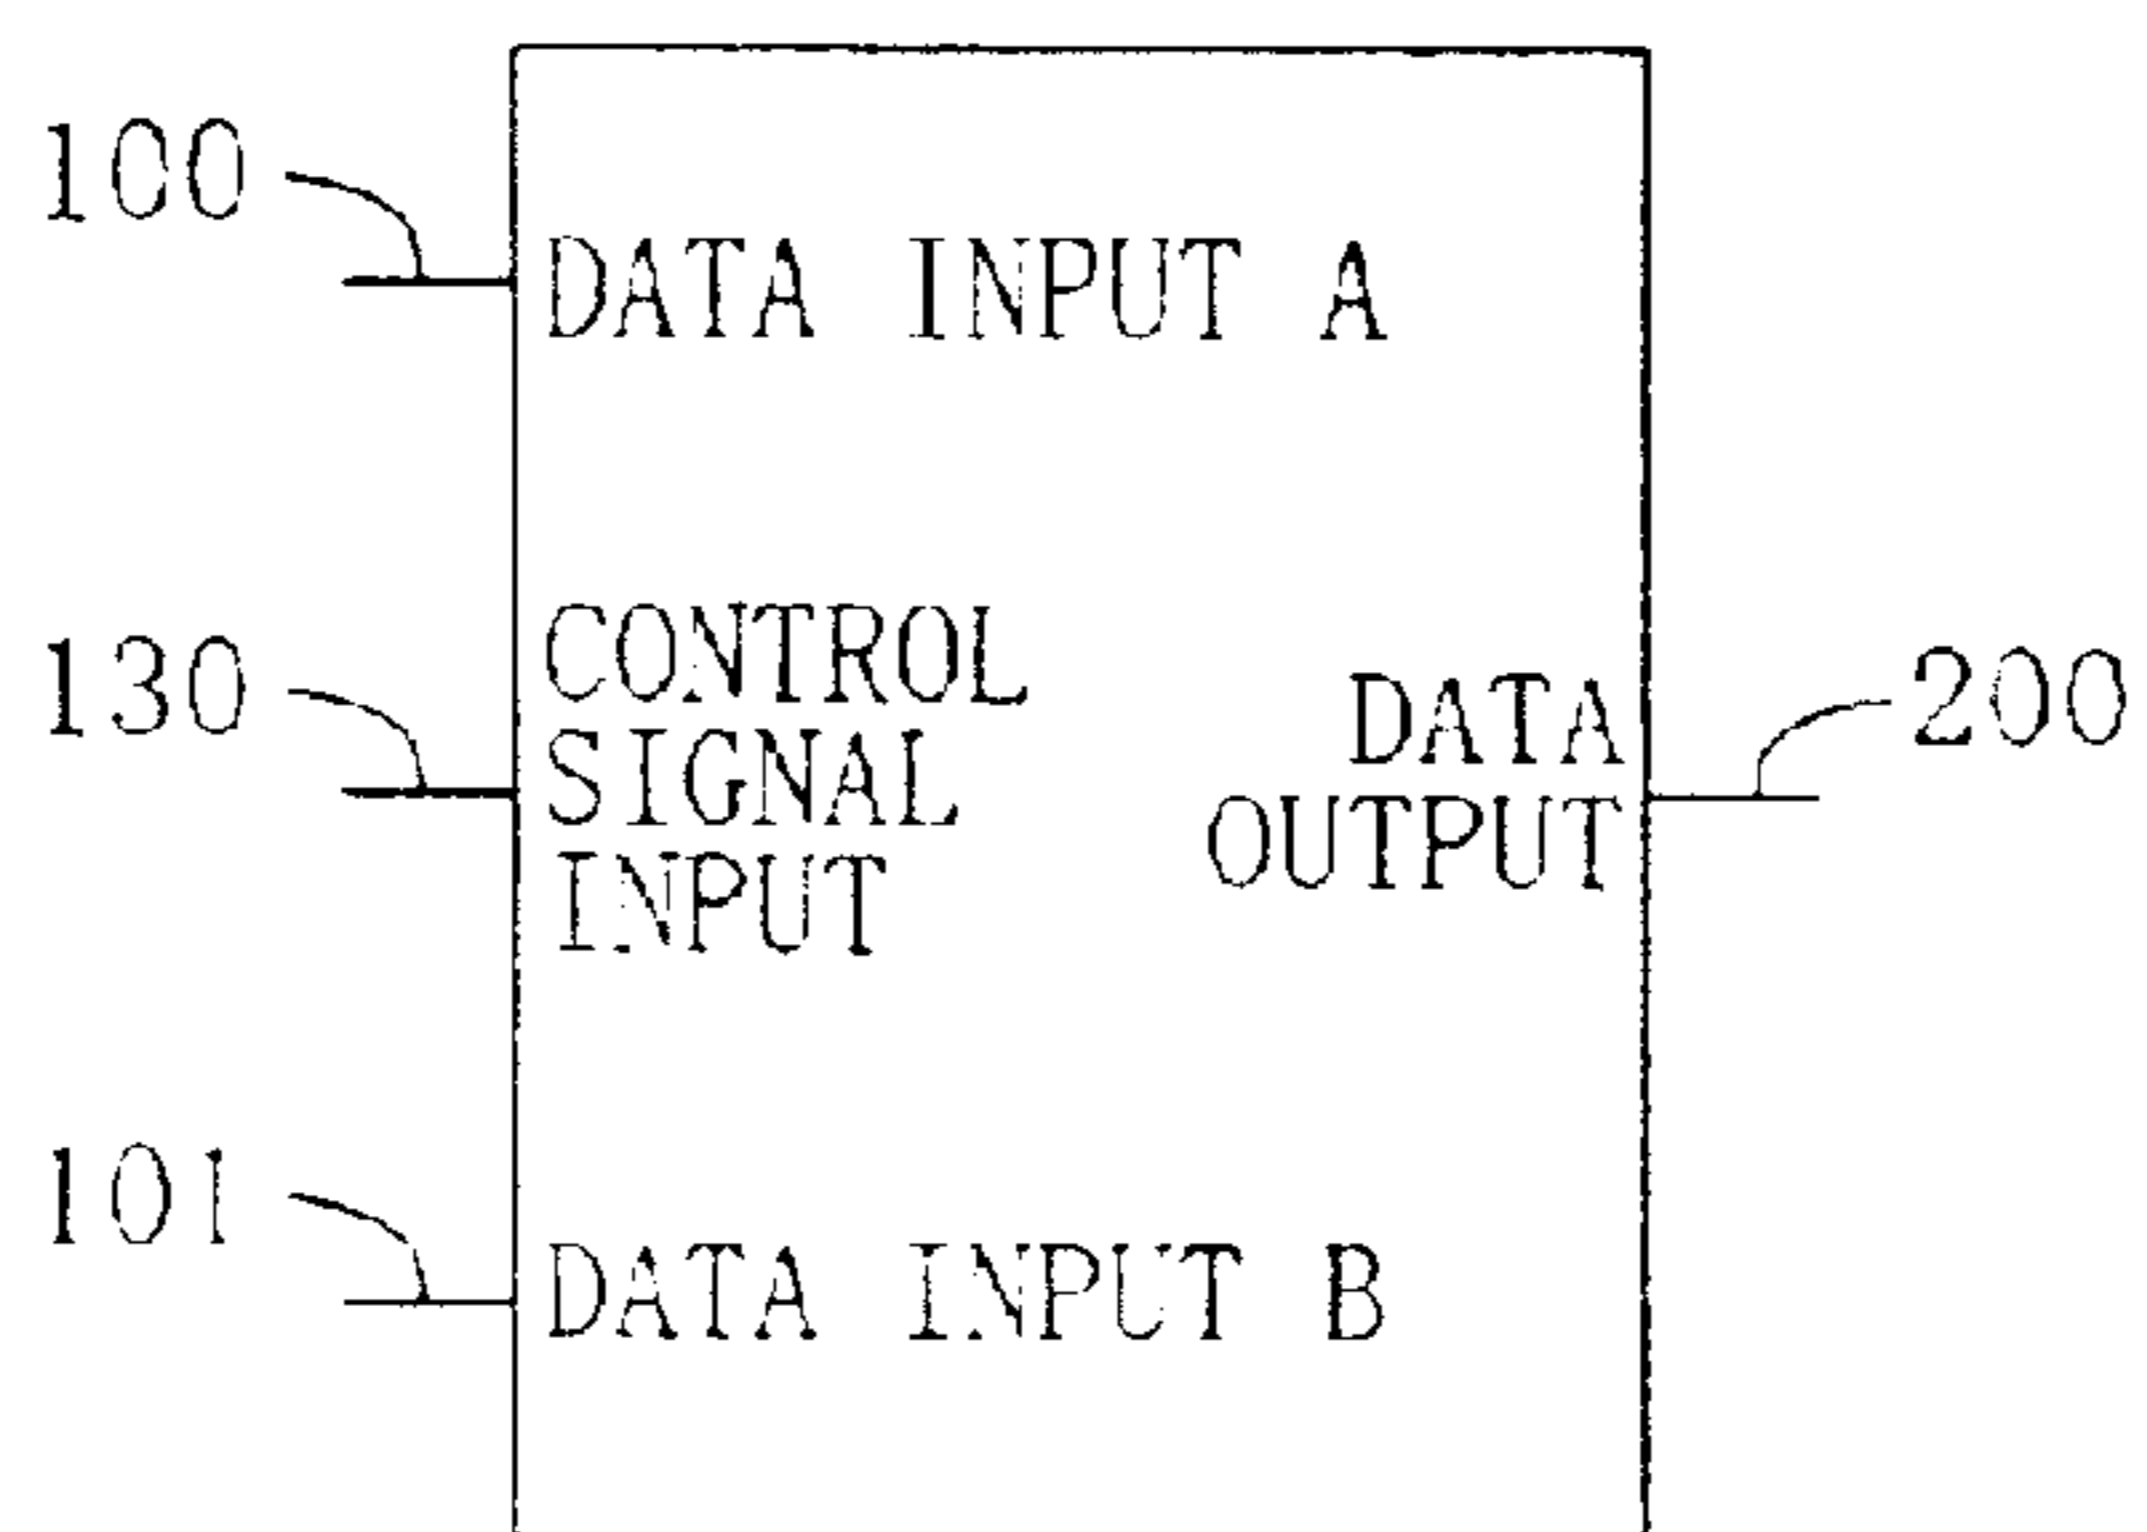 100
DATA INPUT A
130
CONTROL
SIGNAL
INPUT
DATA
OUTPUT
200
101
DATA INPUT B